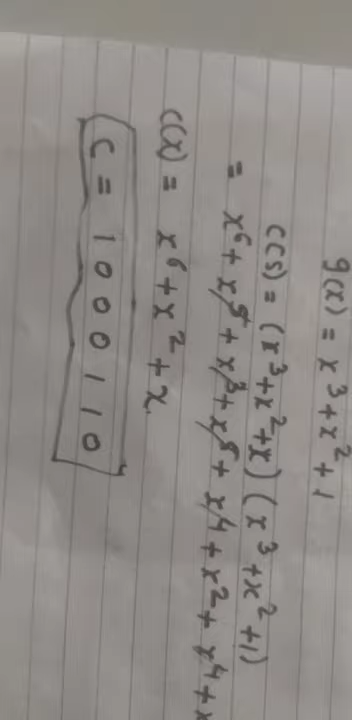 g(x) = x³ + x² + 1
c(s) = (x³ + x² + x) (x³ + x² + 1)
= x⁶ + x⁵ + x³ + x⁵ + x⁴ + x² + x⁴ + x
c(x) = x⁶ + x² + x
C = 1 0 0 0 1 1 0